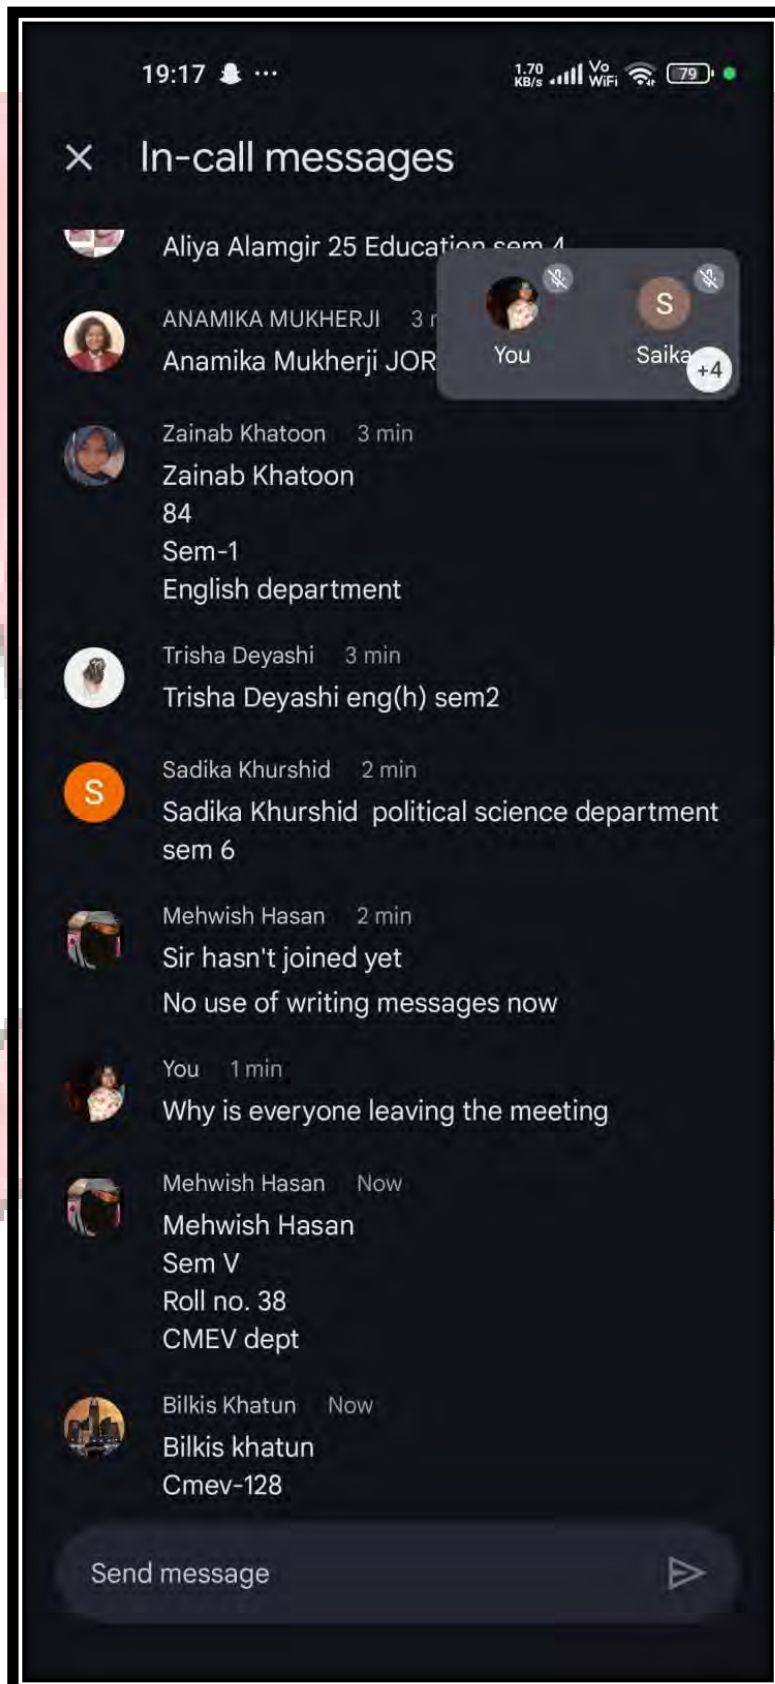 19:17 ...
1.70 KB/s Vo WiFi 79
In-call messages
Aliya Alamgir 25 Education sem 4
ANAMIKA MUKHERJI 3
Anamika Mukherji JOR
You Saika
+4
Zainab Khatoon 3 min
Zainab Khatoon
84
Sem-1
English department
Trisha Deyashi 3 min
Trisha Deyashi eng(h) sem2
S
Sadika Khurshid 2 min
Sadika Khurshid political science department
sem 6
Mehwish Hasan 2 min
Sir hasn't joined yet
No use of writing messages now
You 1 min
Why is everyone leaving the meeting
Mehwish Hasan Now
Mehwish Hasan
Sem V
Roll no. 38
CMEV dept
Bilkis Khatun Now
Bilkis khatun
Cmev-128
Send message